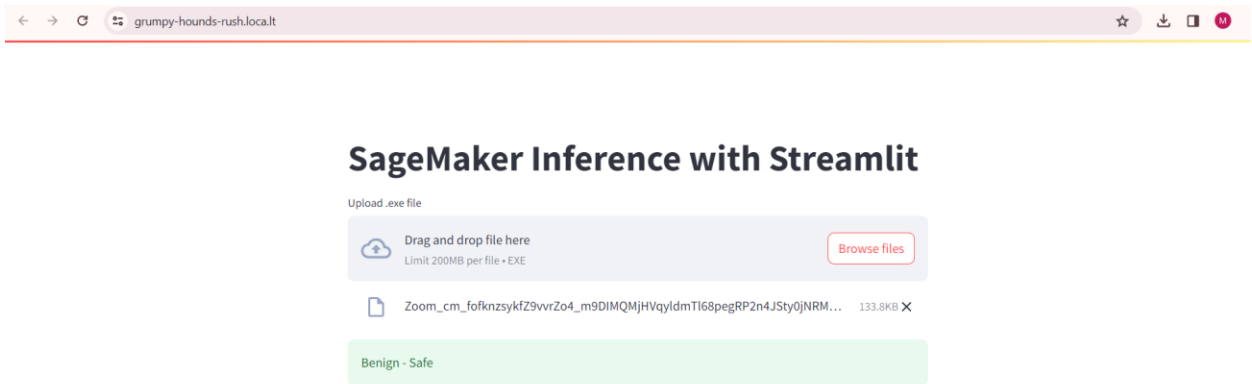 grumpy-hounds-rush.loca.lt
M
SageMaker Inference with Streamlit
Upload .exe file
Drag and drop file here
Limit 200MB per file • EXE
Browse files
Zoom_cm_fofknzsykfZ9vvrZo4_m9DIMQMjHVqyldmTl68pegRP2n4JSty0jNRM... 133.8KB
Benign - Safe